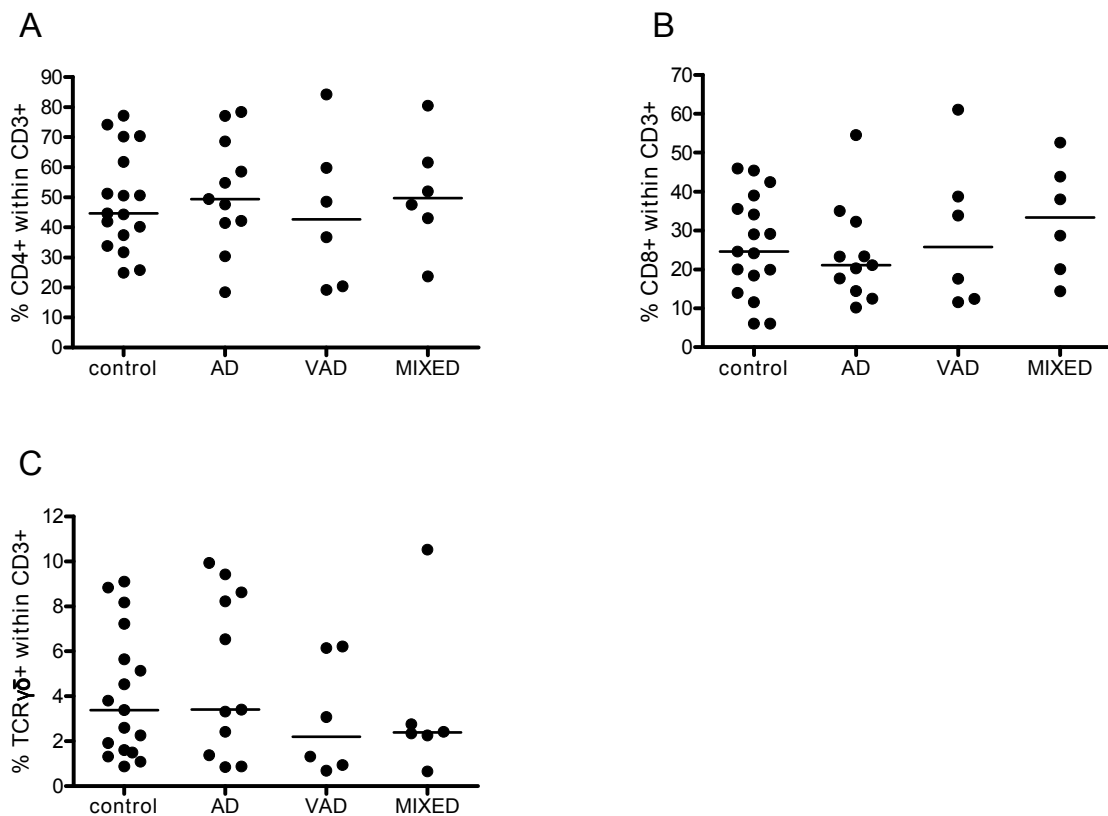 A
% CD4+ within CD3+
90
80
70
60
50
40
30
20
10
0
control AD VAD MIXED
B
% CD8+ within CD3+
70
60
50
40
30
20
10
0
control AD VAD MIXED
C
% TCRγδ+ within CD3+
12
10
8
6
4
2
0
control AD VAD MIXED